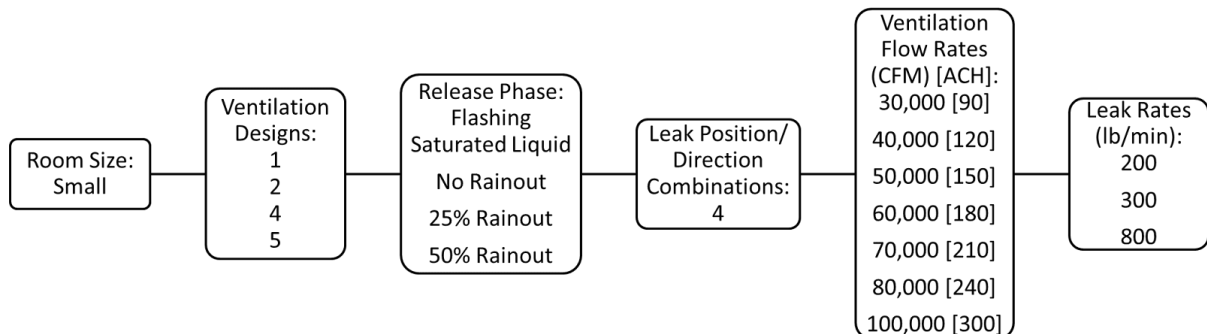 Room Size:
Small
Ventilation
Designs:
1
2
4
5
Release Phase:
Flashing
Saturated Liquid
No Rainout
25% Rainout
50% Rainout
Leak Position/
Direction
Combinations:
4
Ventilation
Flow Rates
(CFM) [ACH]:
30,000 [90]
40,000 [120]
50,000 [150]
60,000 [180]
70,000 [210]
80,000 [240]
100,000 [300]
Leak Rates
(lb/min):
200
300
800